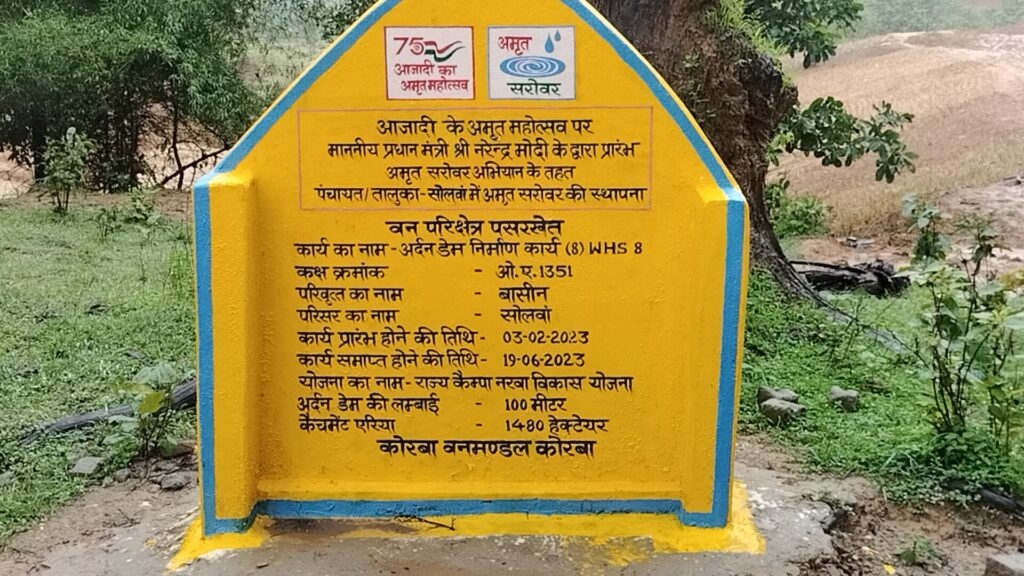 75
आजादी का
अमृत महोत्सव
अमृत
सरोवर
आजादी के अमृत महोत्सव पर
माननीय प्रधान मंत्री श्री नरेन्द्र मोदी के द्वारा प्रारंभ
अमृत सरोवर अभियान के तहत
पंचायत/ तालुका-सोलवां में अमृत सरोवर की स्थापना
वन परिक्षेत्र पसरखेत
कार्य का नाम - अर्दन डेम निर्माण कार्य (8) WHS 8
कक्ष क्रमांक - ओ.ए.1351
परिवृत्त का नाम - बासीन
परिसर का नाम - सोलवां
कार्य प्रारंभ होने की तिथि - 03-02-2023
कार्य समाप्त होने की तिथि - 19-06-2023
योजना का नाम - राज्य कैम्पा नरवा विकास योजना
अर्दन डेम की लम्बाई - 100 मीटर
कैचमेंट एरिया - 1480 हेक्टेयर
कोरबा वनमण्डल कोरबा